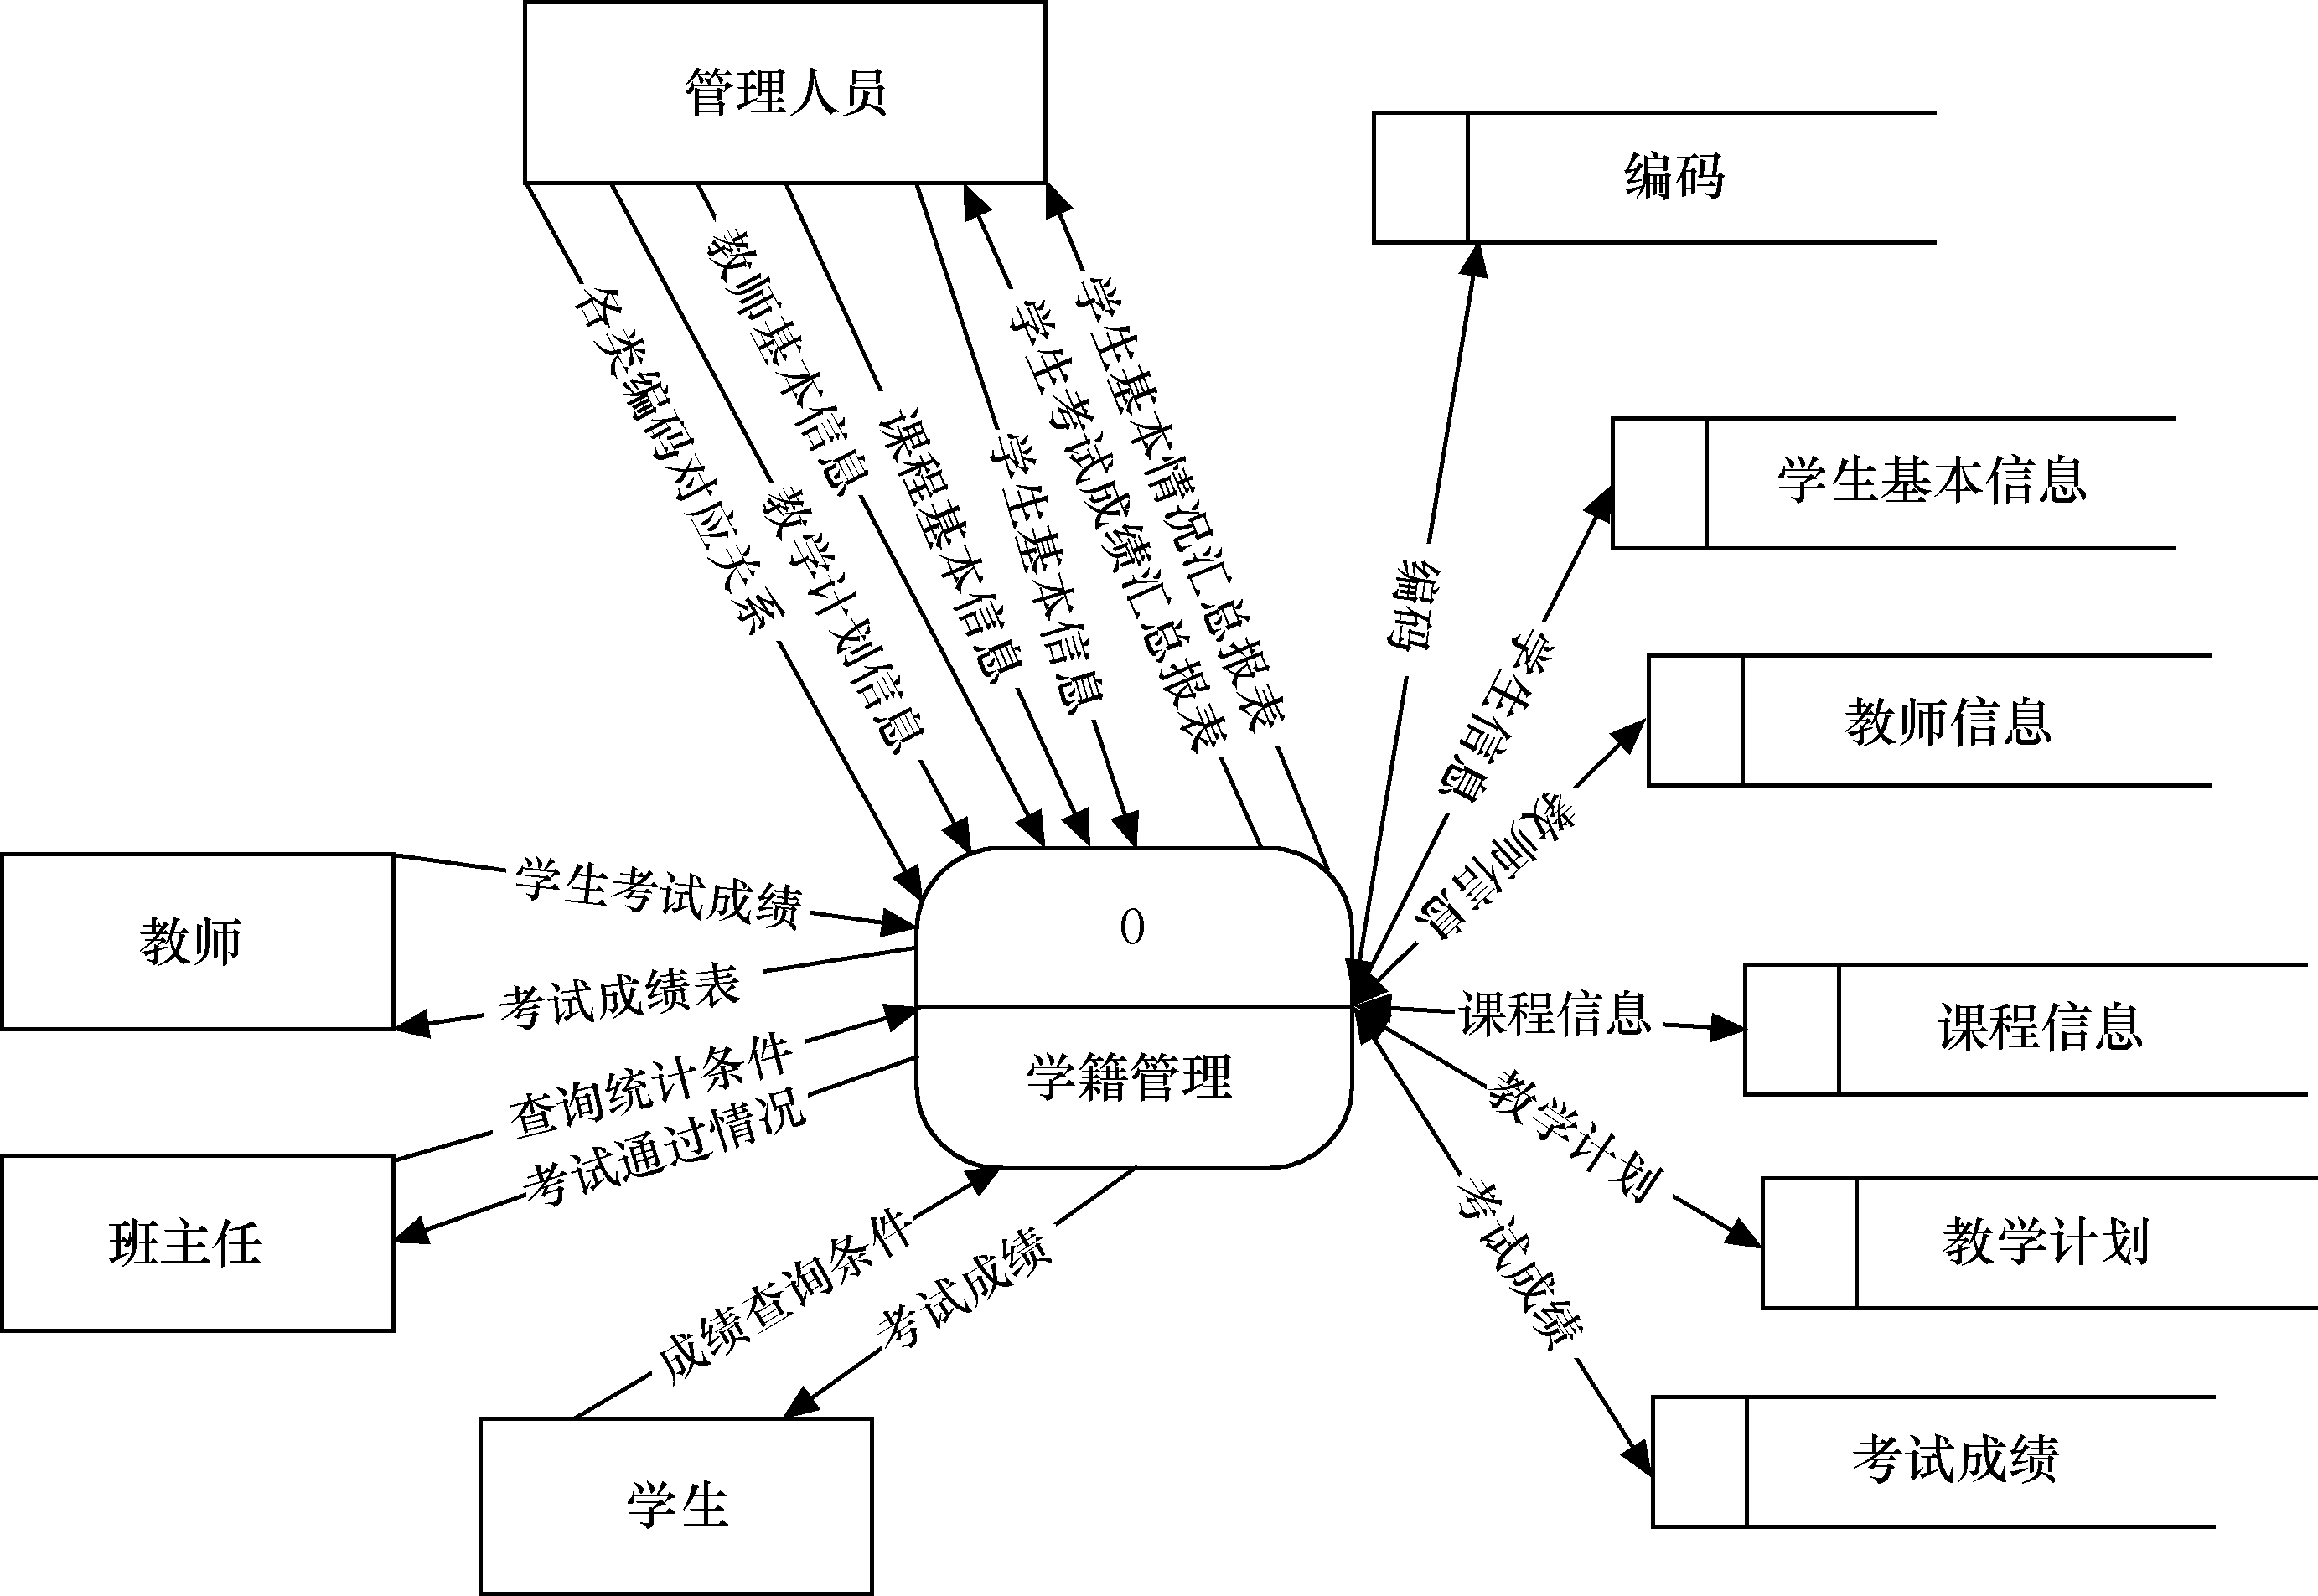 管理人员
编码
各类编码对应关系
教学计划信息
教师基本信息
课程基本信息
学生基本信息
学生考试成绩汇总报表
学生基本情况汇总报表
编码
学生基本信息
学生信息
教师信息
教师信息
教师
学生考试成绩
考试成绩表
0
学籍管理
课程信息
课程信息
查询统计条件
考试通过情况
班主任
教学计划
教学计划
成绩查询条件
考试成绩
考试成绩
考试成绩
学生